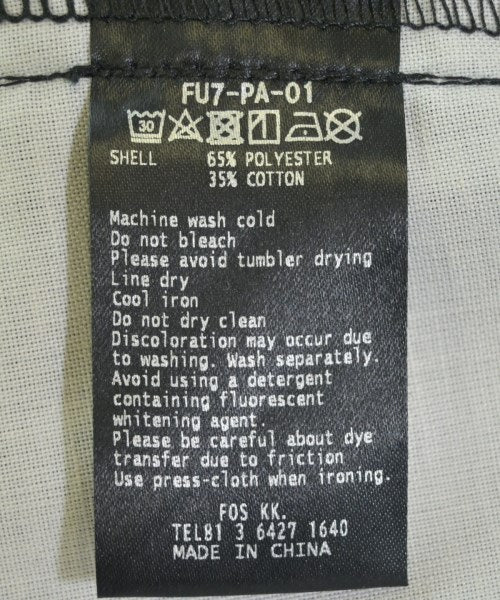 FU7-PA-01
30
SHELL 65% POLYESTER
35% COTTON
Machine wash cold
Do not bleach
Please avoid tumbler drying
Line dry
Cool iron
Do not dry clean
Discoloration may occur due
to washing. Wash separately.
Avoid using a detergent
containing fluorescent
whitening agent.
Please be careful about dye
transfer due to friction
Use press-cloth when ironing.
FOS KK.
TEL81 3 6427 1640
MADE IN CHINA